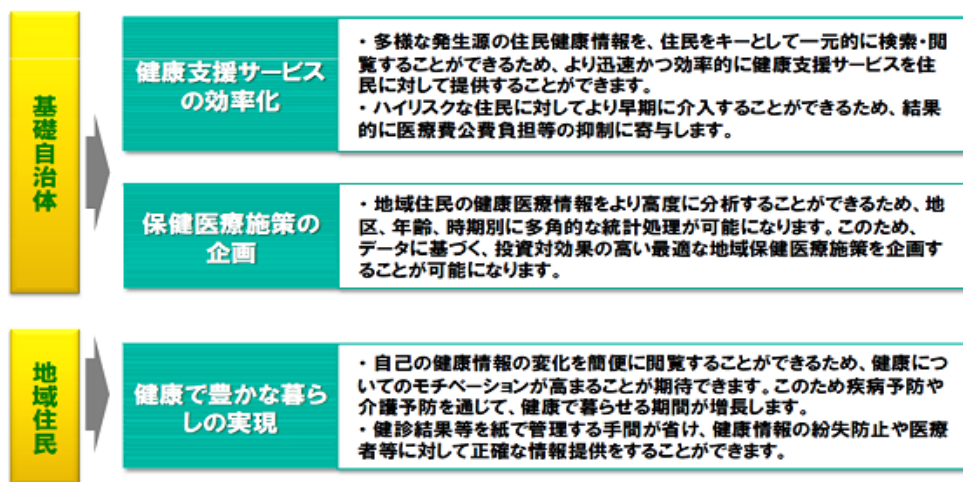 基礎自治体
健康支援サービス
の効率化
・多様な発生源の住民健康情報を、住民をキーとして一元的に検索・閲
覧することができるため、より迅速かつ効率的に健康支援サービスを住
民に対して提供することができます。
・ハイリスクな住民に対してより早期に介入することができるため、結果
的に医療費公費負担等の抑制に寄与します。
保健医療施策の
企画
・地域住民の健康医療情報をより高度に分析することができるため、地
区、年齢、時期別に多角的な統計処理が可能になります。このため、
データに基づく、投資対効果の高い最適な地域保健医療施策を企画す
ることが可能になります。
地域住民
健康で豊かな暮ら
しの実現
・自己の健康情報の変化を簡便に閲覧することができるため、健康につ
いてのモチベーションが高まることが期待できます。このため疾病予防や
介護予防を通じて、健康で暮らせる期間が増長します。
・健診結果等を紙で管理する手間が省け、健康情報の紛失防止や医療
者等に対して正確な情報提供をすることができます。